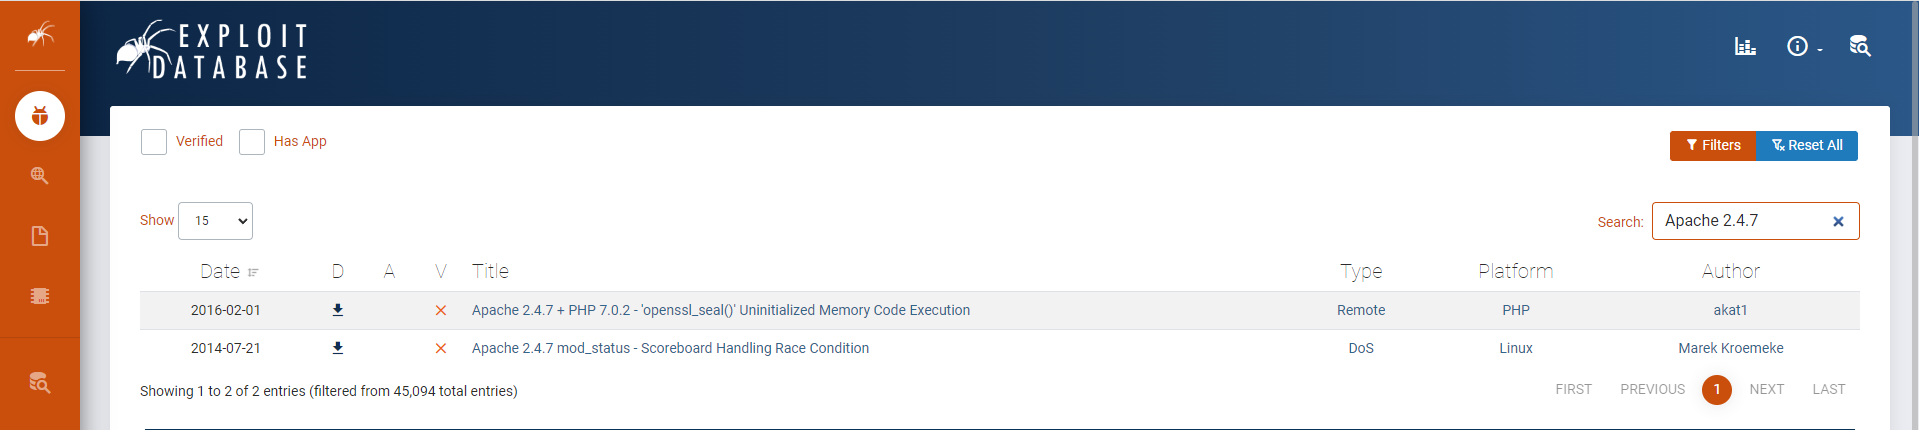 EXPLOIT
DATABASE
Verified Has App
Filters Reset All
Show 15
Search: Apache 2.4.7
Date D A V Title Type Platform Author
2016-02-01 Apache 2.4.7 + PHP 7.0.2 - 'openssl_seal()' Uninitialized Memory Code Execution Remote PHP akat1
2014-07-21 Apache 2.4.7 mod_status - Scoreboard Handling Race Condition DoS Linux Marek Kroemeke
Showing 1 to 2 of 2 entries (filtered from 45,094 total entries)
FIRST PREVIOUS 1 NEXT LAST